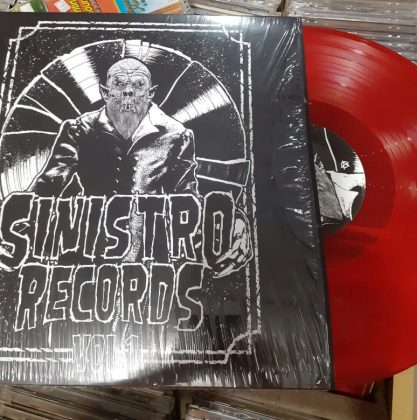 SINISTRO
RECORDS
VOL 1